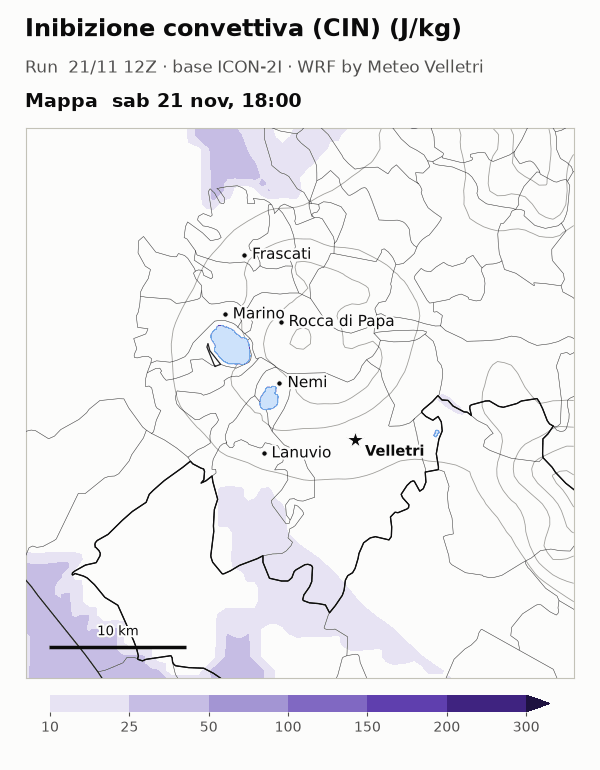 Inibizione convettiva (CIN) (J/kg)
Run 21/11 12Z · base ICON-2I · WRF by Meteo Velletri
Mappa sab 21 nov, 18:00
Frascati
Marino
Rocca di Papa
Nemi
Velletri
Lanuvio
10 km
10 25 50 100 150 200 300